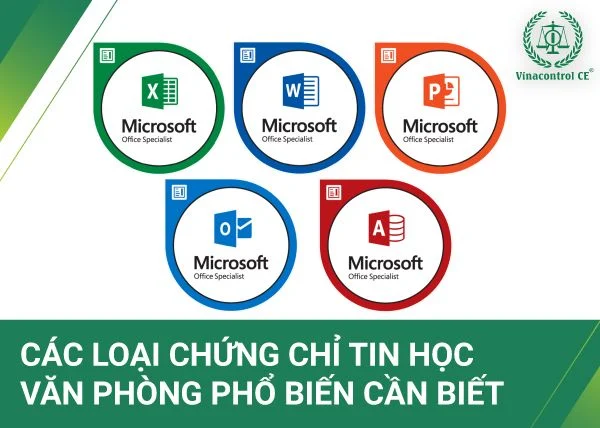 Vinacontrol CE®
X
Microsoft
Office Specialist
W
Microsoft
Office Specialist
P
Microsoft
Office Specialist
O
Microsoft
Office Specialist
A
Microsoft
Office Specialist
CÁC LOẠI CHỨNG CHỈ TIN HỌC
VĂN PHÒNG PHỔ BIẾN CẦN BIẾT